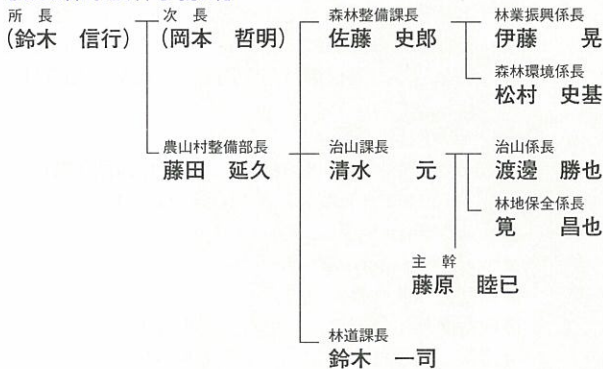 所長
(鈴木 信行)
次長
(岡本 哲明)
農山村整備部長
藤田 延久
森林整備課長
佐藤 史郎
林業振興係長
伊藤 晃
森林環境係長
松村 史基
治山課長
清水 元
治山係長
渡邊 勝也
林地保全係長
筧 昌也
主幹
藤原 睦巳
林道課長
鈴木 一司